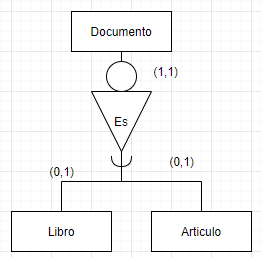 Documento
(1,1)
Es
(0,1)
(0,1)
Libro
Articulo